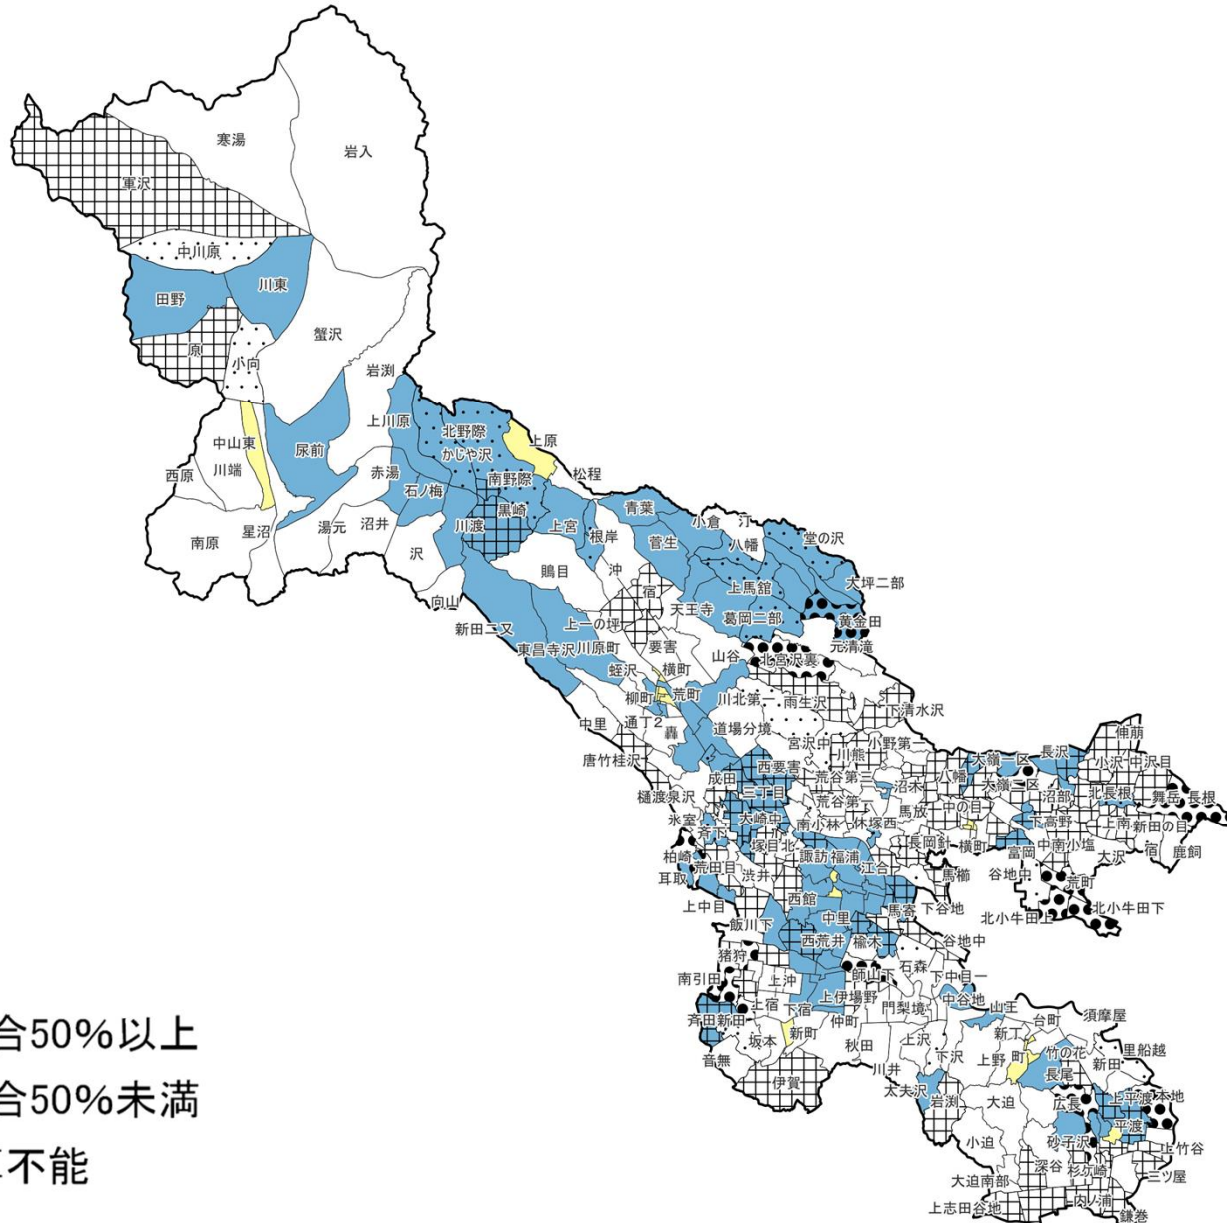 寒湯
岩入
軍沢
中川原
川東
田野
蟹沢
原
小向
岩渕
上川原
北野際
中山東
尿前
かじや沢
上原
川端
西原
赤湯
松程
石ノ梅
南野際
黒崎
青葉
南原
星沼
湯元
沼井
川渡
上宮
根岸
小倉
汀
堂の沢
沢
菅生
八幡
鵙目
沖
上馬舘
大坪二部
向山
宿
天王寺
葛岡二部
黄金田
新田二又
上一の坪
東昌寺沢
川原町
要害
山谷
北宮沢裏
元清滝
蛭沢
横町
柳町
荒町
川北第一
雨生沢
下清水沢
中里
通丁2
轟
道場分境
宮沢中
小野第一
伸萠
唐竹桂沢
川熊
大嶺一区
長沢
成田
西要害
荒谷第三
沼木
八幡
大嶺二区
小沢
中沢目
樋渡泉沢
三丁目
荒谷第一
馬放
中の目
沼部
北長根
舞岳
長根
氷室
斉下
大崎中
南小林
休塚西
下高野
上南
新田の目
塚目北
長岡針
横町
富岡
中南小塩
大沢
宿
鹿飼
柏崎
荒田目
諏訪
福浦
江合
耳取
渋井
馬櫛
谷地中
荒町
上中目
西館
中里
馬寄
下谷地
北小牛田上
北小牛田下
飯川下
西荒井
楡木
谷地中
猪狩
師山下
石森
南引田
上沖
下中目一
上宿
下宿
上伊場野
門梨境
中谷地
山王
斉田
新田
新町
仲町
新丁
台町
須摩屋
坂本
秋田
上沢
下沢
上野
町
竹の花
里船越
音無
川井
長尾
新田
伊賀
太夫沢
岩渕
大迫
広長
上平渡
本地
平渡
小迫
砂子沢
上竹谷
深谷
杉ケ崎
三ツ屋
大迫南部
内ノ浦
上志田谷地
鎌巻
合50%以上
合50%未満
不能